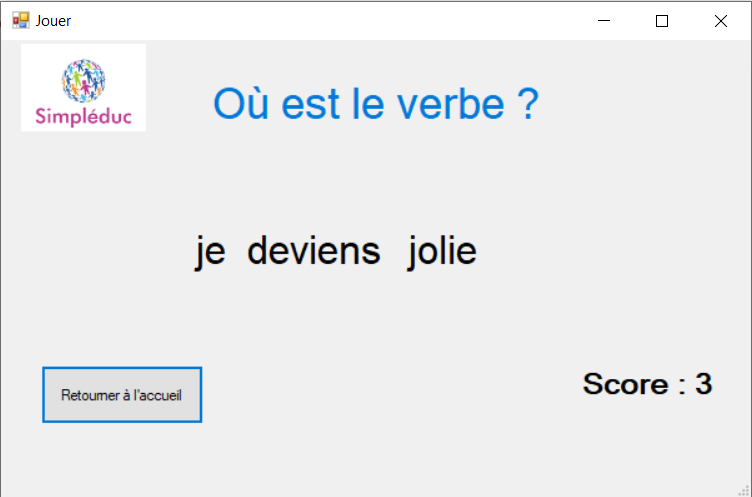 Jouer
Simpléduc
Où est le verbe ?
je deviens jolie
Retourner à l'accueil
Score : 3